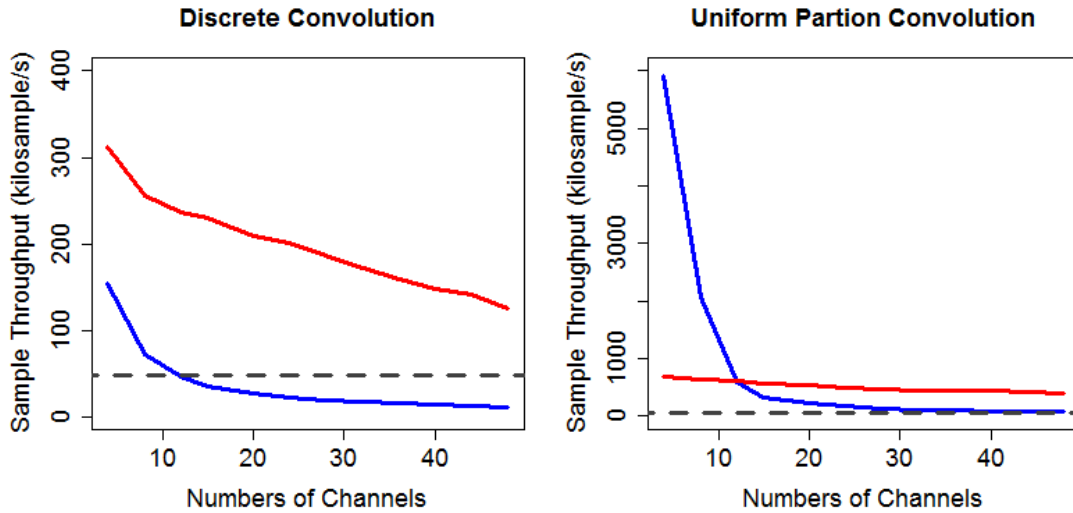 Discrete Convolution
Sample Throughput (kilosample/s)
400
300
200
100
0
10 20 30 40
Numbers of Channels
Uniform Partion Convolution
Sample Throughput (kilosample/s)
5000
3000
1000
0
10 20 30 40
Numbers of Channels